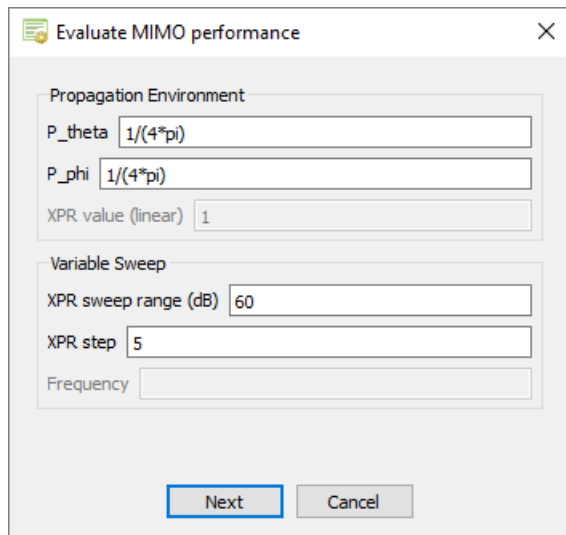 Evaluate MIMO performance
Propagation Environment
P_theta 1/(4*pi)
P_phi 1/(4*pi)
XPR value (linear) 1
Variable Sweep
XPR sweep range (dB) 60
XPR step 5
Frequency
Next Cancel